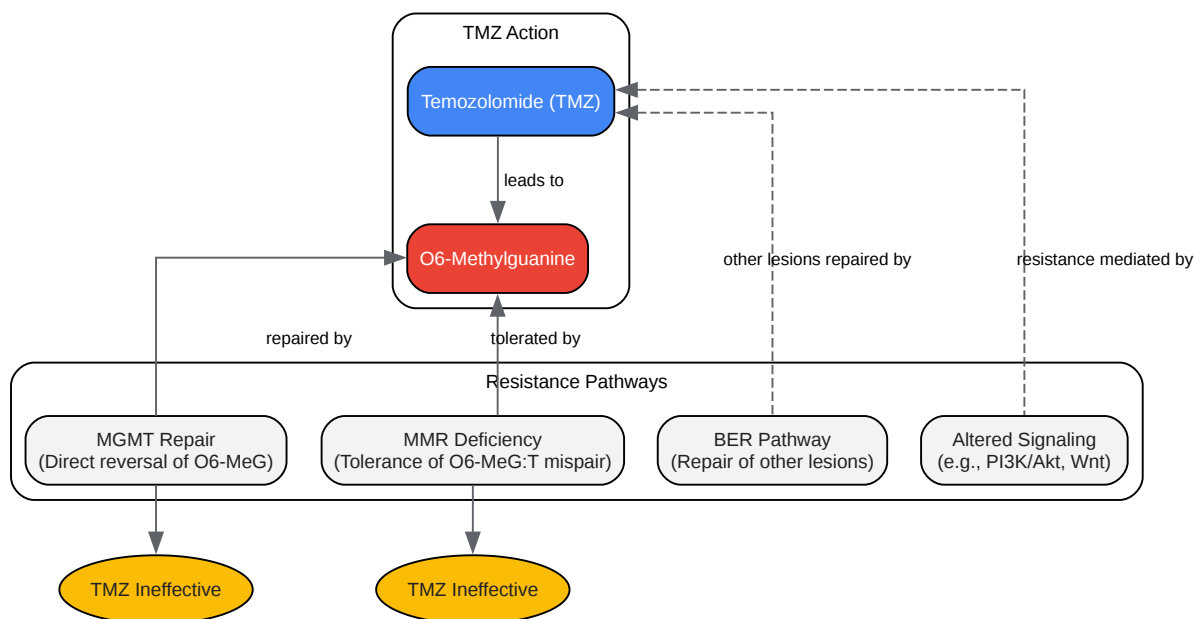 TMZ Action
Temozolomide (TMZ)
leads to
O6-Methylguanine
other lesions repaired by
resistance mediated by
repaired by
tolerated by
Resistance Pathways
MGMT Repair
(Direct reversal of O6-MeG)
MMR Deficiency
(Tolerance of O6-MeG:T mispair)
BER Pathway
(Repair of other lesions)
Altered Signaling
(e.g., PI3K/Akt, Wnt)
TMZ Ineffective
TMZ Ineffective